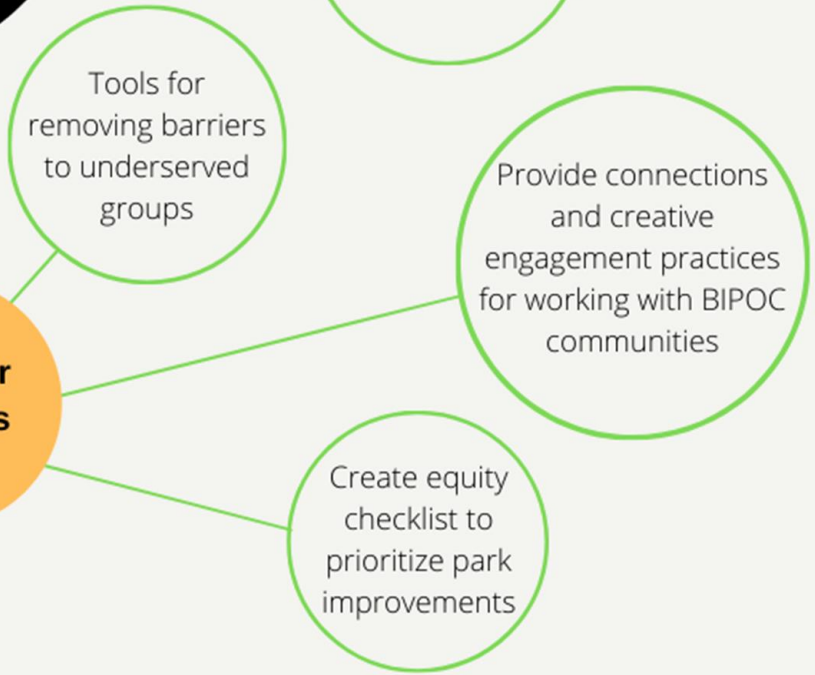 Tools for
removing barriers
to underserved
groups
Provide connections
and creative
engagement practices
for working with BIPOC
communities
Create equity
checklist to
prioritize park
improvements